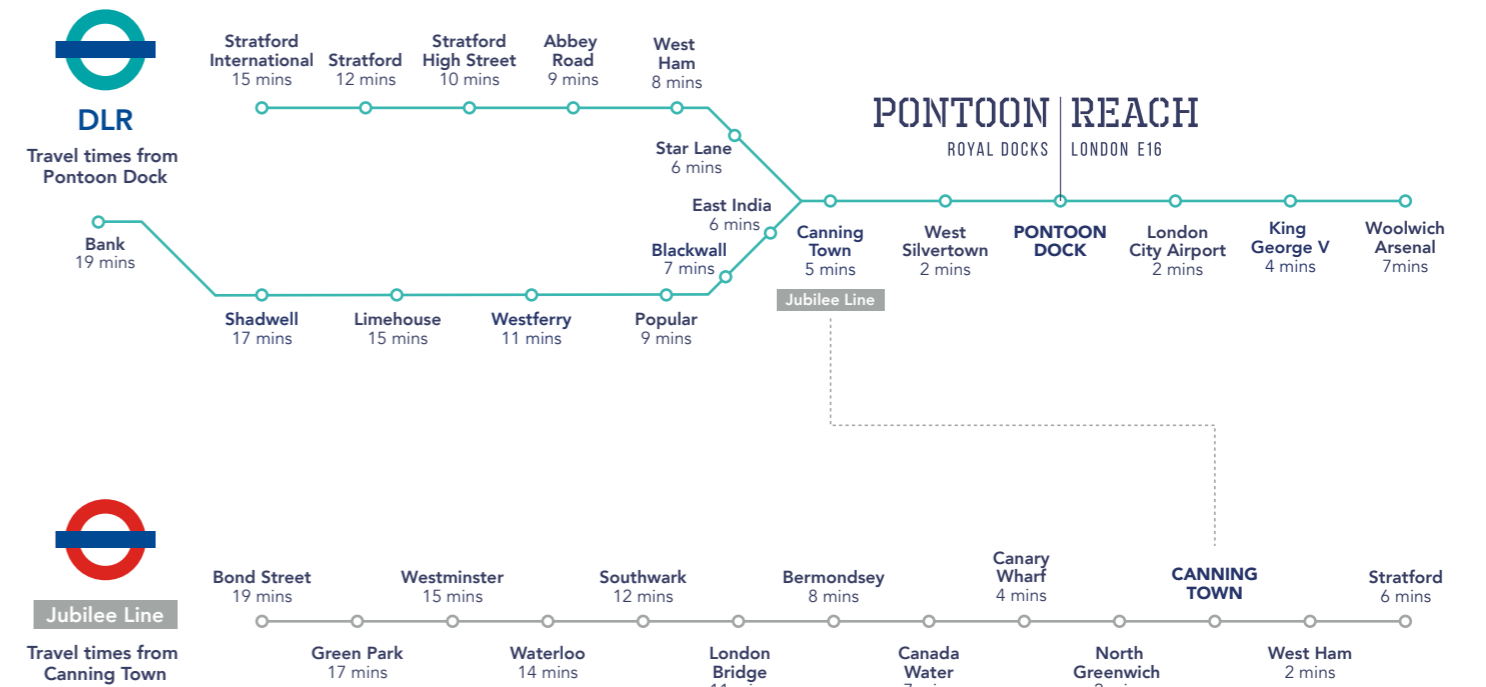 DLR
Travel times from
Pontoon Dock
Stratford
International
15 mins
Stratford
12 mins
Stratford
High Street
10 mins
Abbey
Road
9 mins
West
Ham
8 mins
Star Lane
6 mins
East India
6 mins
Blackwall
7 mins
Bank
19 mins
Shadwell
17 mins
Limehouse
15 mins
Westferry
11 mins
Popular
9 mins
PONTOON REACH
ROYAL DOCKS LONDON E16
Canning
Town
5 mins
Jubilee Line
West
Silvertown
2 mins
PONTOON
DOCK
London
City Airport
2 mins
King
George V
4 mins
Woolwich
Arsenal
7mins
Jubilee Line
Travel times from
Canning Town
Bond Street
19 mins
Green Park
17 mins
Westminster
15 mins
Waterloo
14 mins
Southwark
12 mins
London
Bridge
Bermondsey
8 mins
Canada
Water
Canary
Wharf
4 mins
North
Greenwich
CANNING
TOWN
West Ham
2 mins
Stratford
6 mins